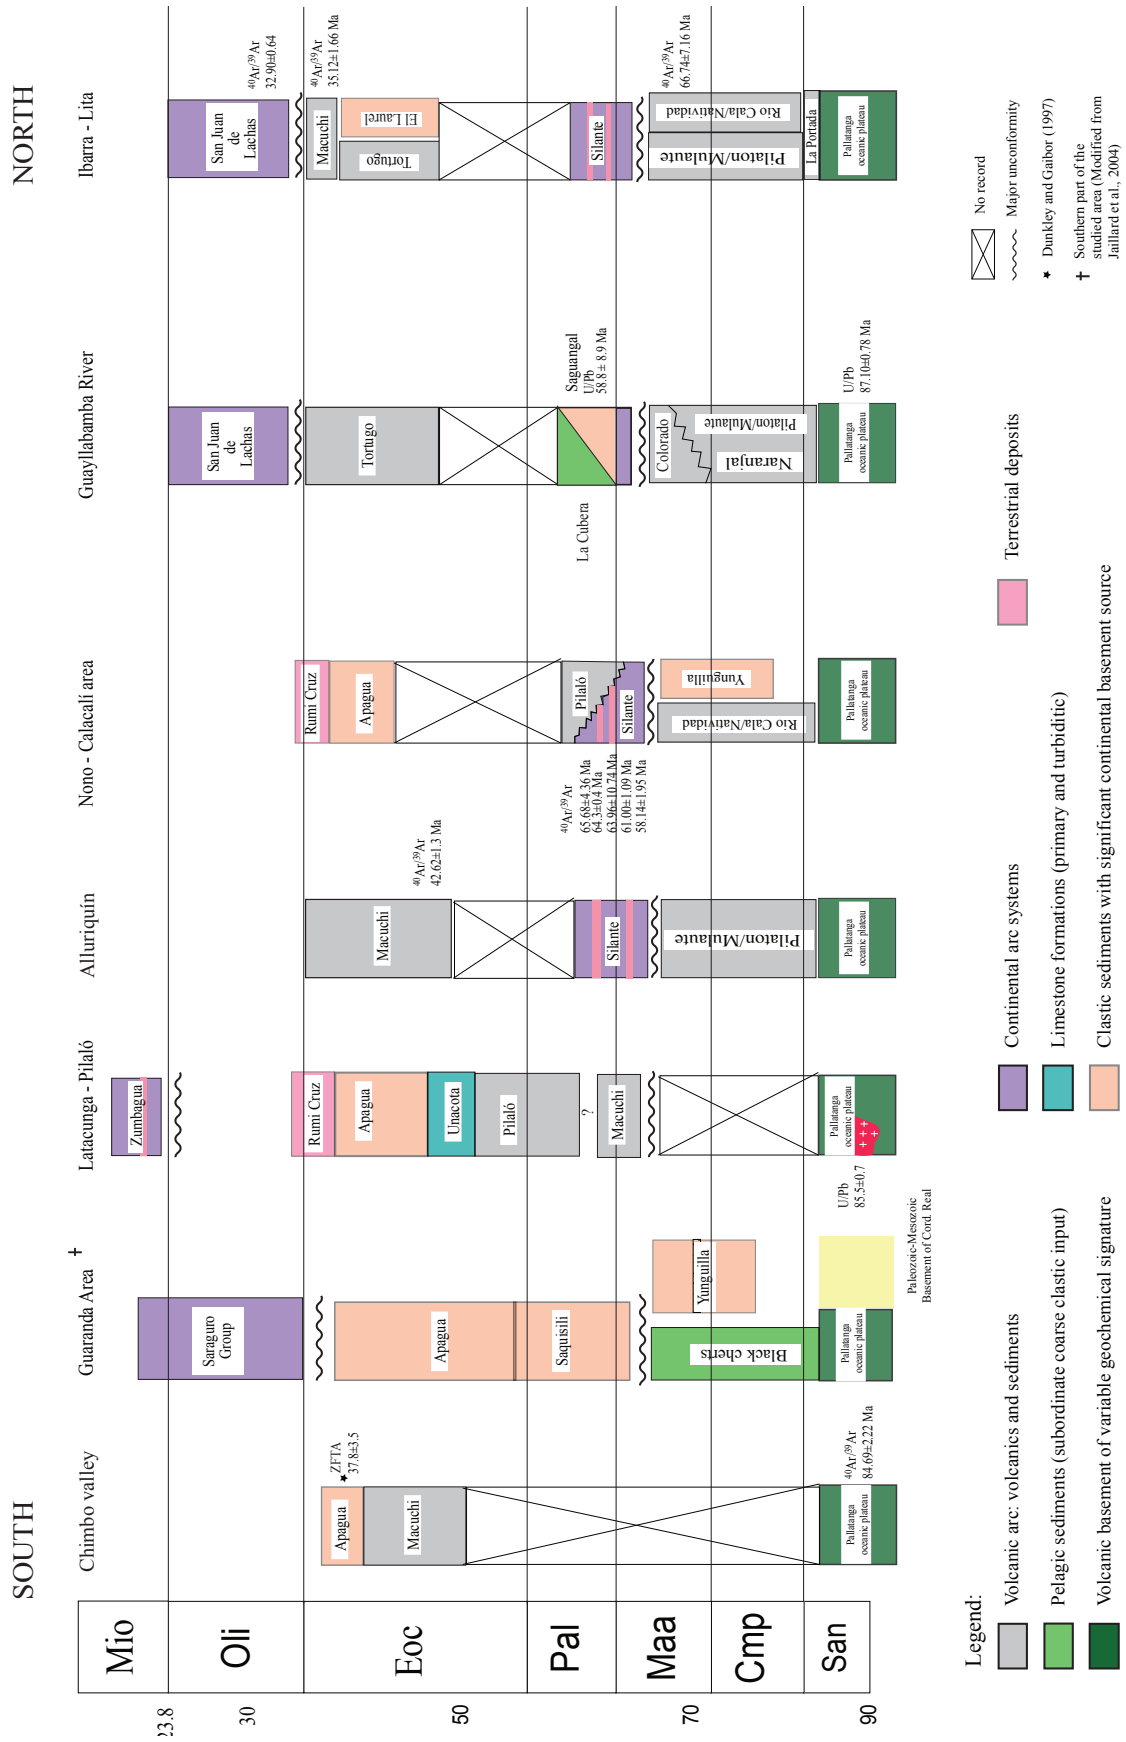 SOUTH
NORTH
Chimbo valley
Guaranda Area †
Latacunga - Pilaló
Alluriquín
Nono - Calacalí area
Guayllabamba River
Ibarra - Lita
Mio
Oli
Eoc
Pal
Maa
Cmp
San
23.8
30
50
70
90
Apagua
★ ZFTA
37.8±3.5
Macuchi
Pallatanga
oceanic plateau
40Ar/39Ar
84.69±2.22 Ma
Saraguro
Group
Apagua
Saquisili
Yunguilla
Black cherts
Pallatanga
oceanic plateau
Paleozoic-Mesozoic
Basement of Cord. Real
Zumbagua
Rumi Cruz
Apagua
Unacota
Pilaló
?
Macuchi
Pallatanga
oceanic plateau
+++
++
U/Pb
85.5±0.7
Macuchi
40Ar/39Ar
42.62±1.3 Ma
Silante
Pilaton/Mulaute
Pallatanga
oceanic plateau
Rumi Cruz
Apagua
Pilaló
Silante
40Ar/39Ar
65.68±4.36 Ma
64.3±0.4 Ma
63.96±10.74 Ma
61.00±1.09 Ma
58.14±1.95 Ma
Yunguilla
Rio Cala/Natividad
Pallatanga
oceanic plateau
San Juan
de
Lachas
Tortugo
La Cubera
Saguangal
U/Pb
58.8 ± 8.9 Ma
Colorado
Pilaton/Mulaute
Naranjal
Pallatanga
oceanic plateau
U/Pb
87.10±0.78 Ma
San Juan
de
Lachas
40Ar/39Ar
32.90±0.64
Macuchi
40Ar/39Ar
35.12±1.66 Ma
El Laurel
Tortugo
Silante
40Ar/39Ar
66.74±7.16 Ma
Rio Cala/Natividad
Pilaton/Mulaute
La Portada
Pallatanga
oceanic plateau
Legend:
Volcanic arc: volcanics and sediments
Pelagic sediments (subordinate coarse clastic input)
Volcanic basement of variable geochemical signature
Continental arc systems
Limestone formations (primary and turbiditic)
Clastic sediments with significant continental basement source
Terrestrial deposits
No record
Major unconformity
★ Dunkley and Gaibor (1997)
† Southern part of the
studied area (Modified from
Jaillard et al., 2004)